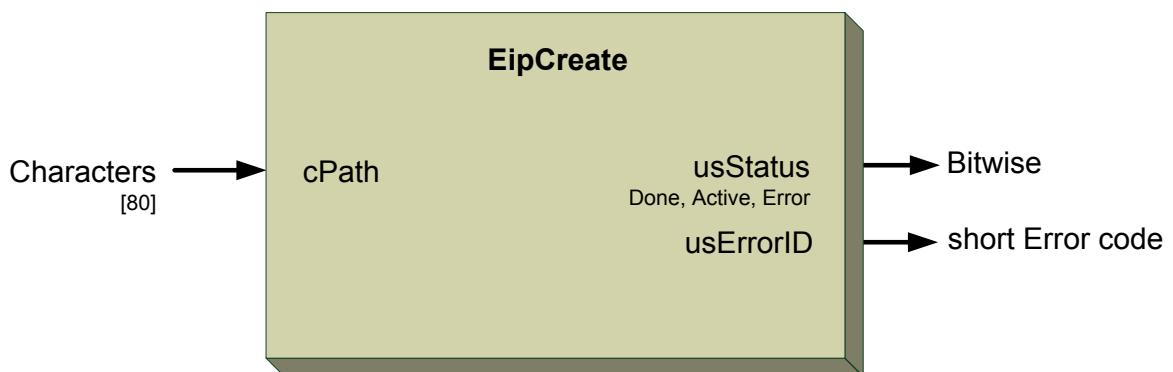 EipCreate
Characters
[80]
cPath
usStatus
Done, Active, Error
usErrorID
Bitwise
short Error code